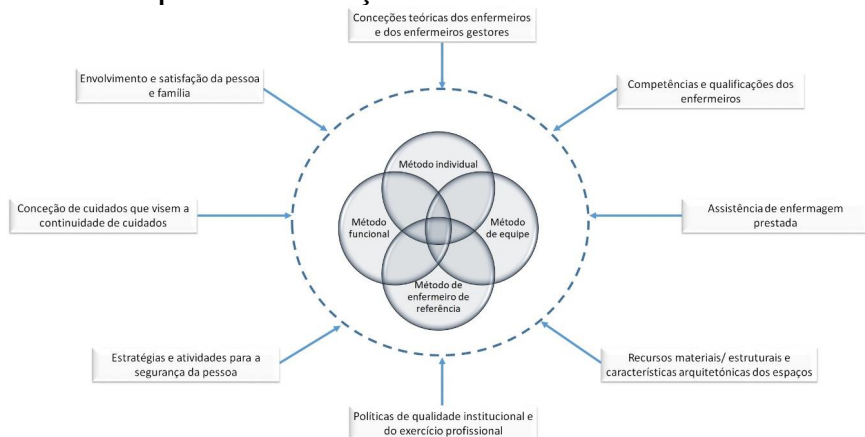 Conceções teóricas dos enfermeiros
e dos enfermeiros gestores
Envolvimento e satisfação da pessoa
e família
Competências e qualificações dos
enfermeiros
Método individual
Conceção de cuidados que visem a
continuidade de cuidados
Método
funcional
Método
de equipe
Assistência de enfermagem
prestada
Método de
enfermeiro de
referência
Estratégias e atividades para a
segurança da pessoa
Recursos materiais/ estruturais e
características arquitetónicas dos espaços
Políticas de qualidade institucional e
do exercício profissional